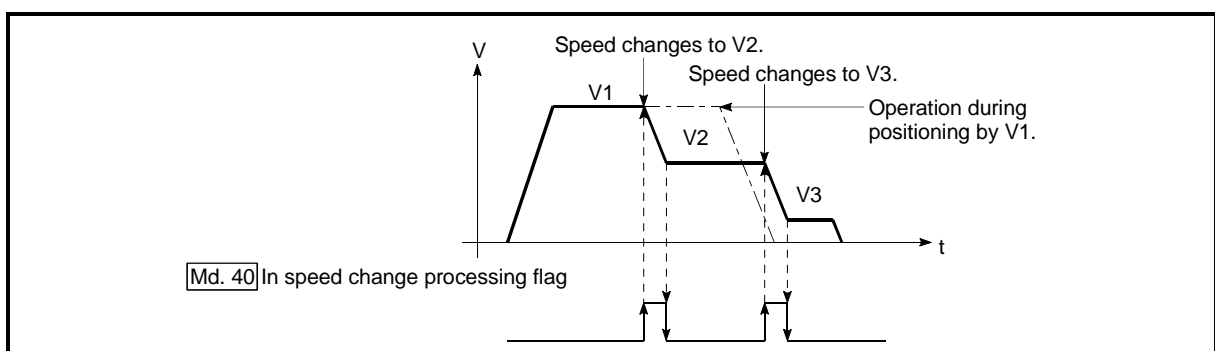 Speed changes to V2.
V
Speed changes to V3.
V1
Operation during
positioning by V1.
V2
V3
t
Md. 40 In speed change processing flag